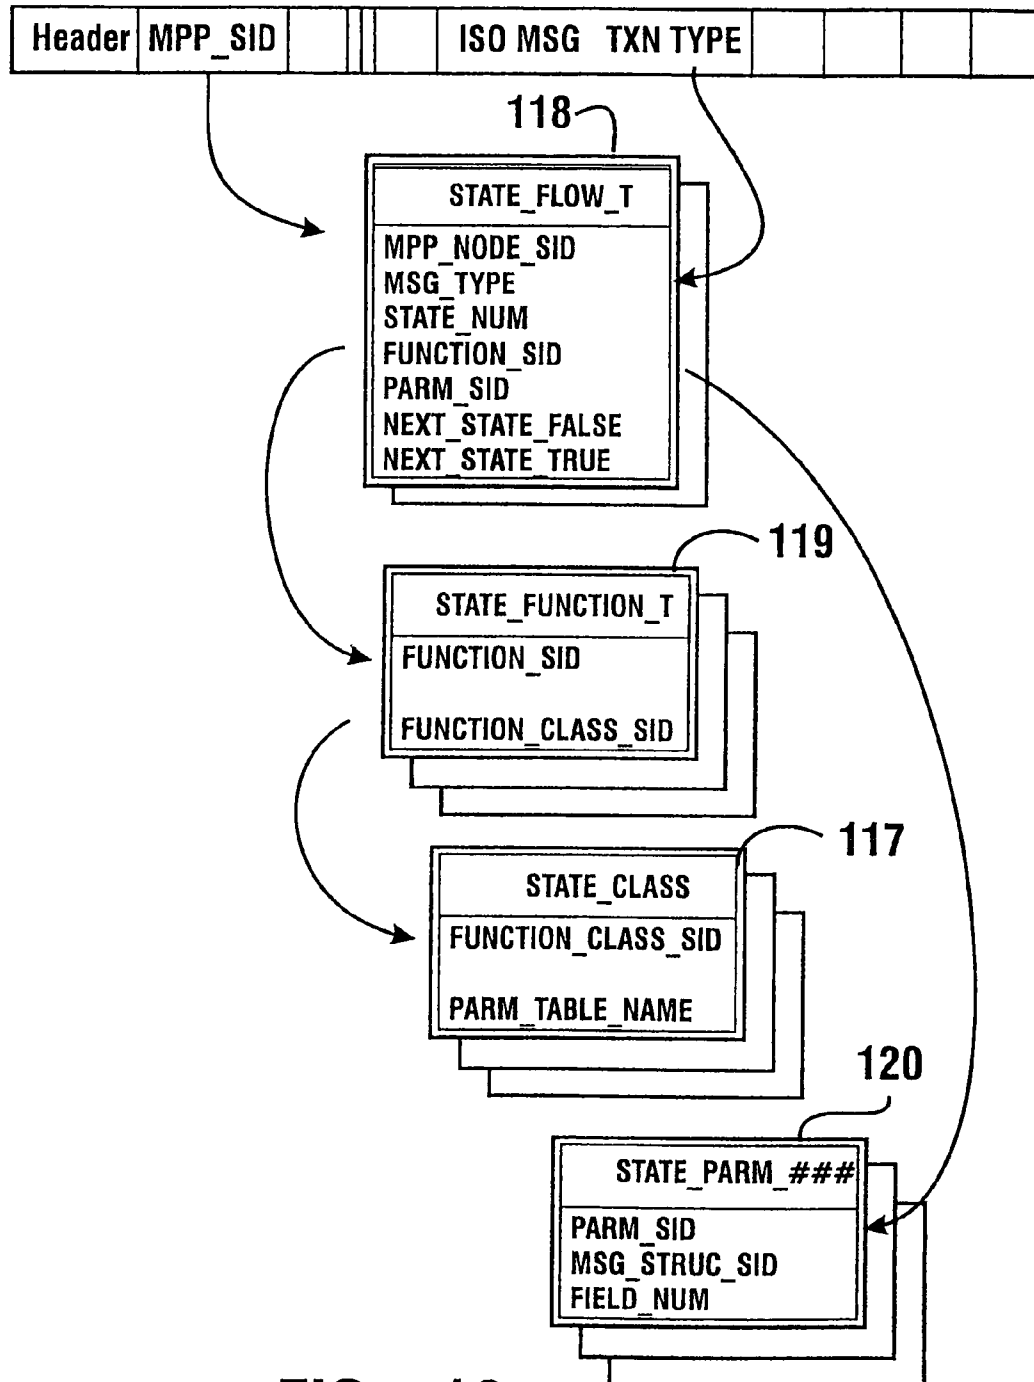 Header MPP_SID ISO MSG TXN TYPE
118
STATE_FLOW_T
MPP_NODE_SID
MSG_TYPE
STATE_NUM
FUNCTION_SID
PARM_SID
NEXT_STATE_FALSE
NEXT_STATE_TRUE
119
STATE_FUNCTION_T
FUNCTION_SID
FUNCTION_CLASS_SID
117
STATE_CLASS
FUNCTION_CLASS_SID
PARM_TABLE_NAME
120
STATE_PARM_###
PARM_SID
MSG_STRUC_SID
FIELD_NUM